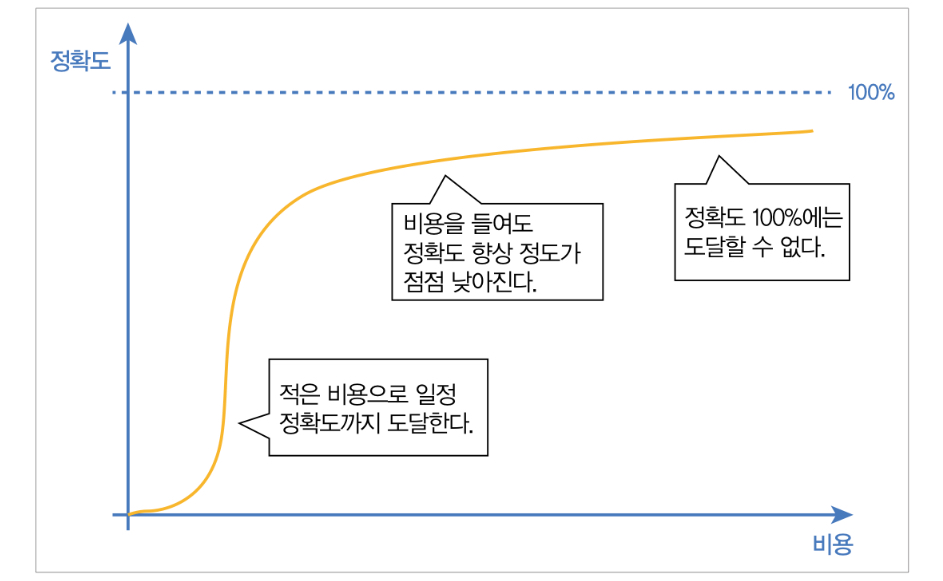 정확도
100%
비용을 들여도
정확도 향상 정도가
점점 낮아진다.
정확도 100%에는
도달할 수 없다.
적은 비용으로 일정
정확도까지 도달한다.
비용